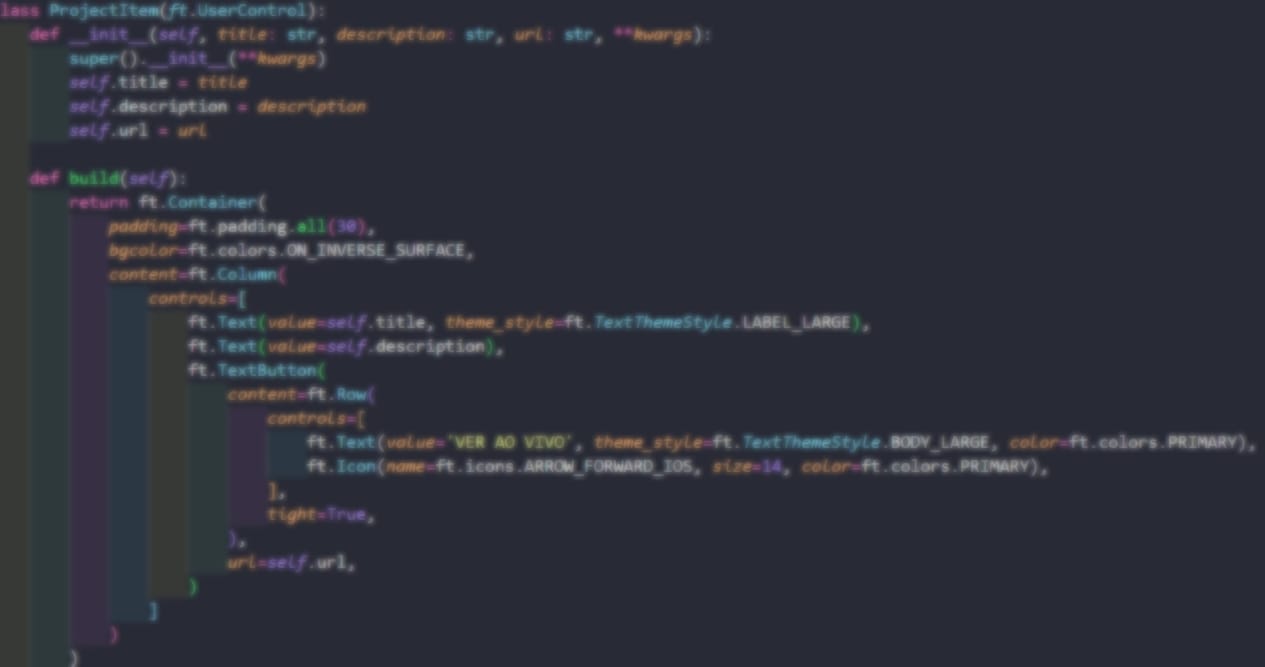 lass ProjectItem(ft.UserControl):
    def __init__(self, title: str, description: str, url: str, **kwargs):
        super().__init__(**kwargs)
        self.title = title
        self.description = description
        self.url = url

    def build(self):
        return ft.Container(
            padding=ft.padding.all(30),
            bgcolor=ft.colors.ON_INVERSE_SURFACE,
            content=ft.Column(
                controls=[
                    ft.Text(value=self.title, theme_style=ft.TextThemeStyle.LABEL_LARGE),
                    ft.Text(value=self.description),
                    ft.TextButton(
                        content=ft.Row(
                            controls=[
                                ft.Text(value='VER AO VIVO', theme_style=ft.TextThemeStyle.BODY_LARGE, color=ft.colors.PRIMARY),
                                ft.Icon(name=ft.icons.ARROW_FORWARD_IOS, size=14, color=ft.colors.PRIMARY),
                            ],
                            tight=True,
                        ),
                        url=self.url,
                    )
                ]
            )
        )